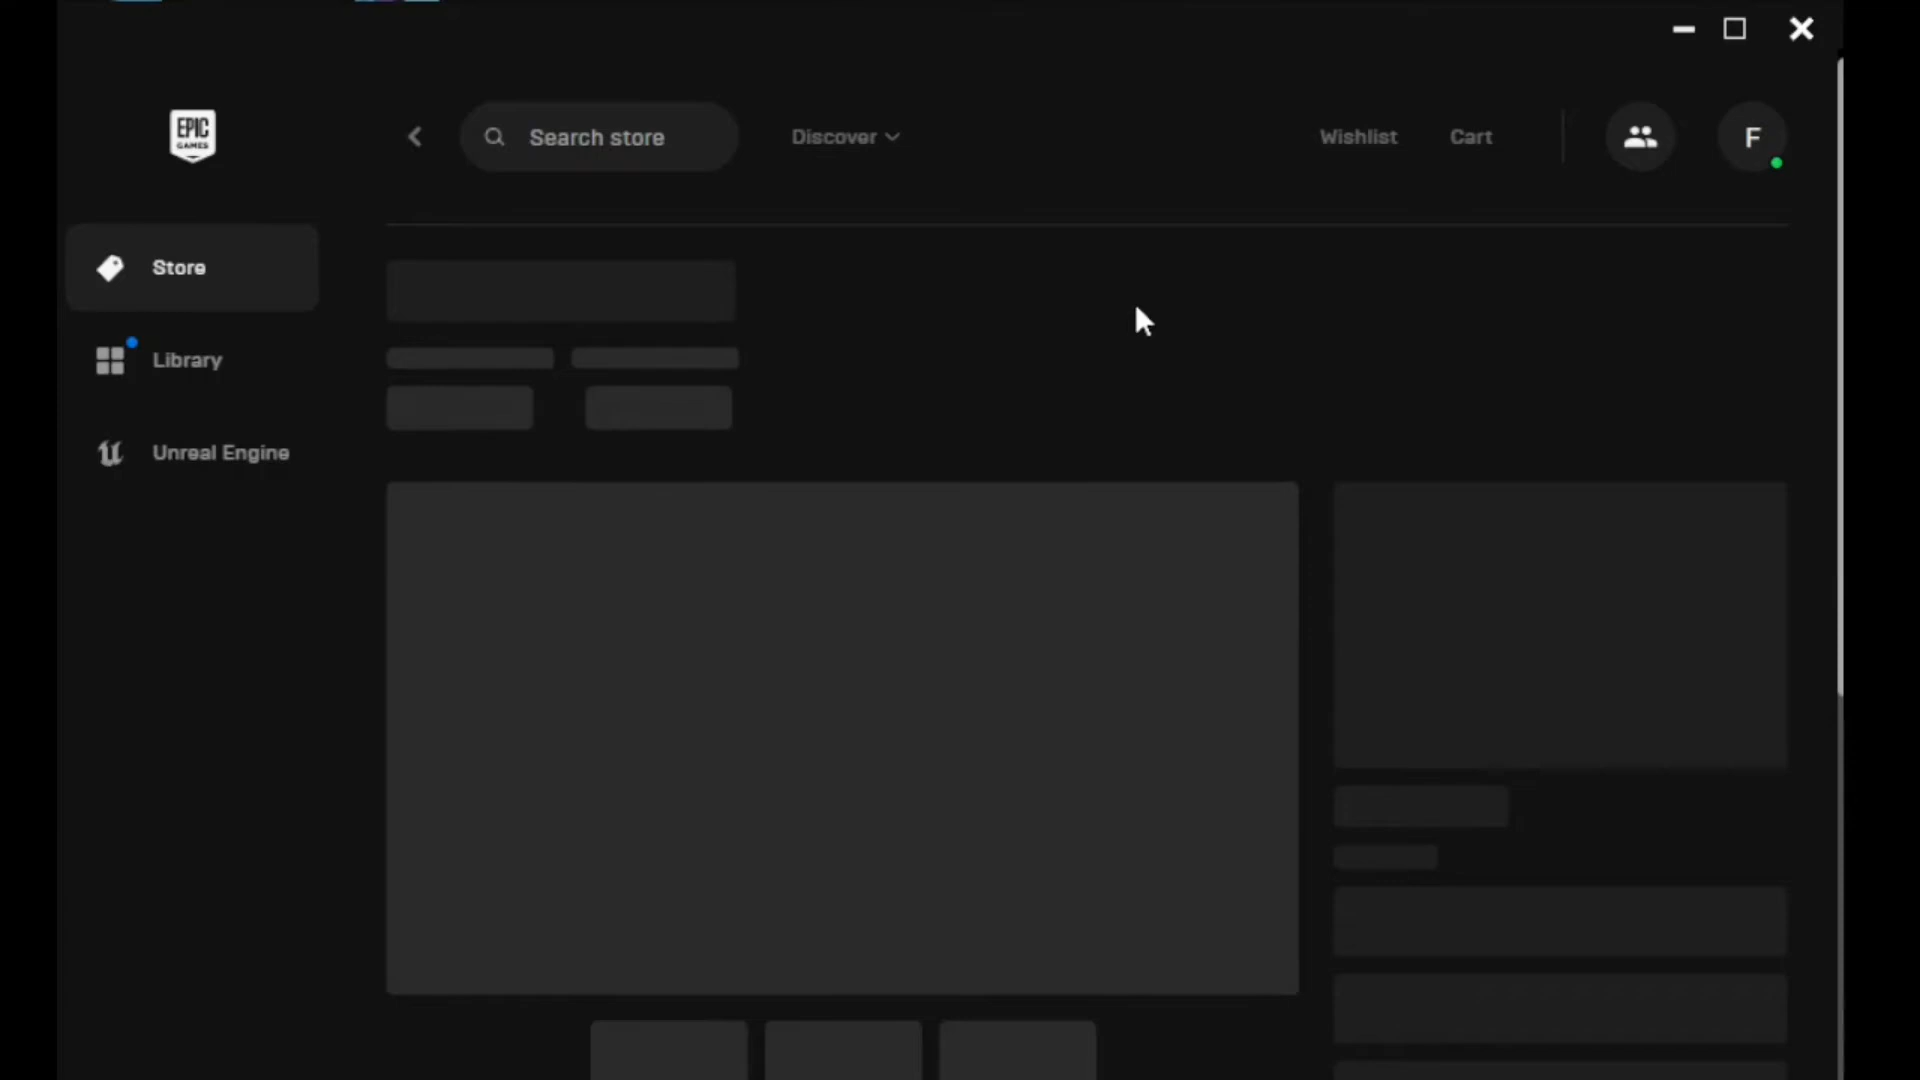 EPIC
GAMES
Search store
Discover
Wishlist
Cart
F
Store
Library
Unreal Engine